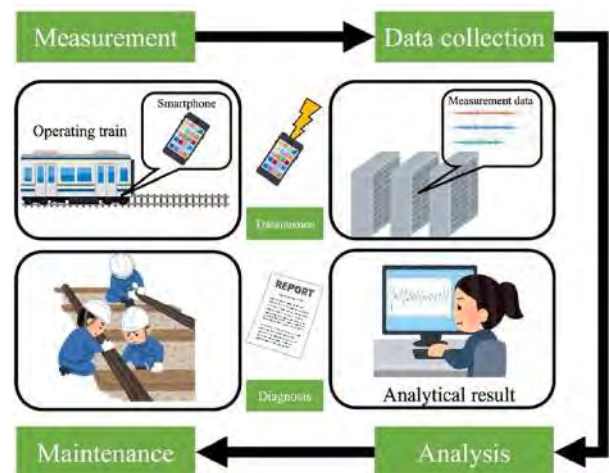 Measurement
Data collection
Smartphone
Operating train
Measurement data
Transmission
REPORT
Diagnosis
Analytical result
Maintenance
Analysis